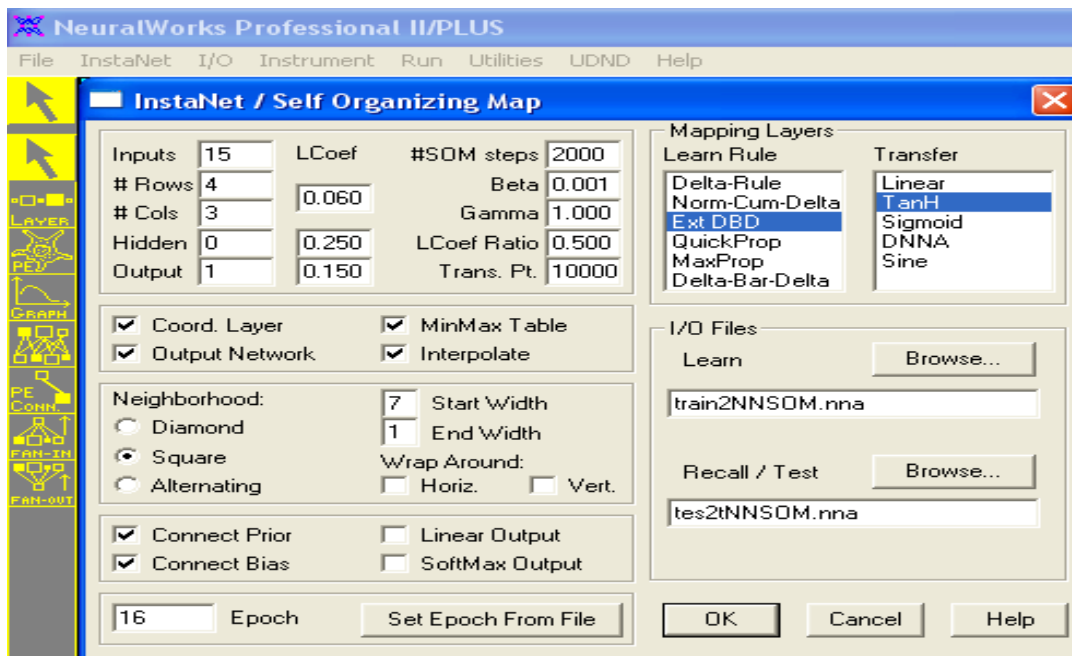 NeuralWorks Professional II/PLUS
File InstaNet I/O Instrument Run Utilities UDND Help
InstaNet / Self Organizing Map
LAYER
PE
GRAPH
PE
CONN.
FAN-IN
FAN-OUT
Inputs 15 LCoef #SOM steps 2000
# Rows 4 0.060 Beta 0.001
# Cols 3 Gamma 1.000
Hidden 0 0.250 LCoef Ratio 0.500
Output 1 0.150 Trans. Pt. 10000
Coord. Layer MinMax Table
Output Network Interpolate
Neighborhood: 7 Start Width
Diamond 1 End Width
Square Wrap Around:
Alternating Horiz. Vert.
Connect Prior Linear Output
Connect Bias SoftMax Output
16 Epoch Set Epoch From File
Mapping Layers
Learn Rule Transfer
Delta-Rule Linear
Norm-Cum-Delta TanH
Ext DBD Sigmoid
QuickProp DNNA
MaxProp Sine
Delta-Bar-Delta
I/O Files
Learn Browse...
train2NNSOM.nna
Recall / Test Browse...
tes2tNNSOM.nna
OK Cancel Help